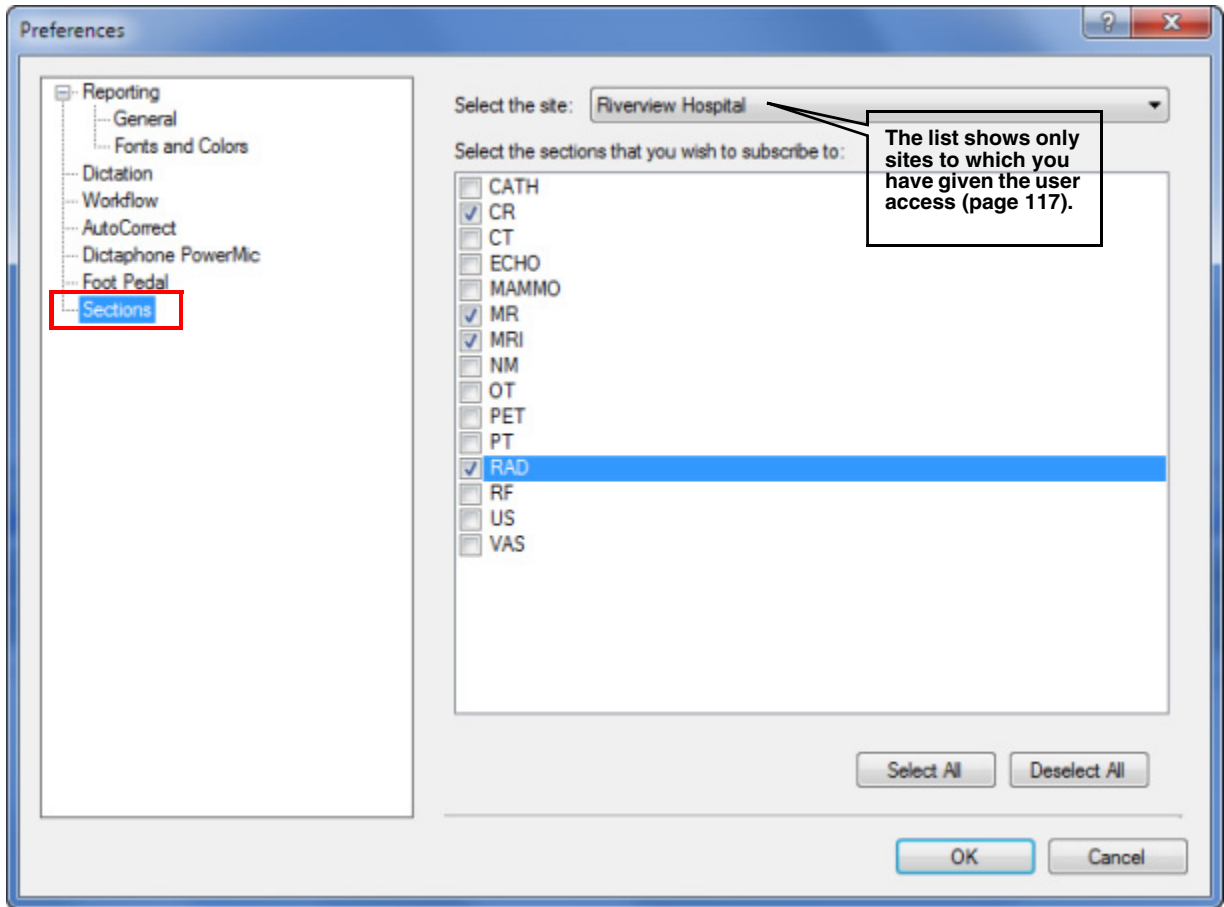 Preferences
?
X
Reporting
General
Fonts and Colors
Dictation
Workflow
AutoCorrect
Dictaphone PowerMic
Foot Pedal
Sections
Select the site: Riverview Hospital
The list shows only
sites to which you
have given the user
access (page 117).
Select the sections that you wish to subscribe to:
CATH
CR
CT
ECHO
MAMMO
MR
MRI
NM
OT
PET
PT
RAD
RF
US
VAS
Select All
Deselect All
OK
Cancel